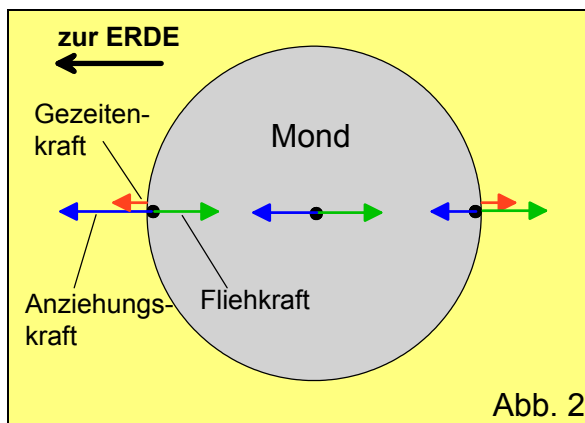 zur ERDE
Gezeiten-
kraft
Mond
Anziehungs-
kraft
Fliehkraft
Abb. 2